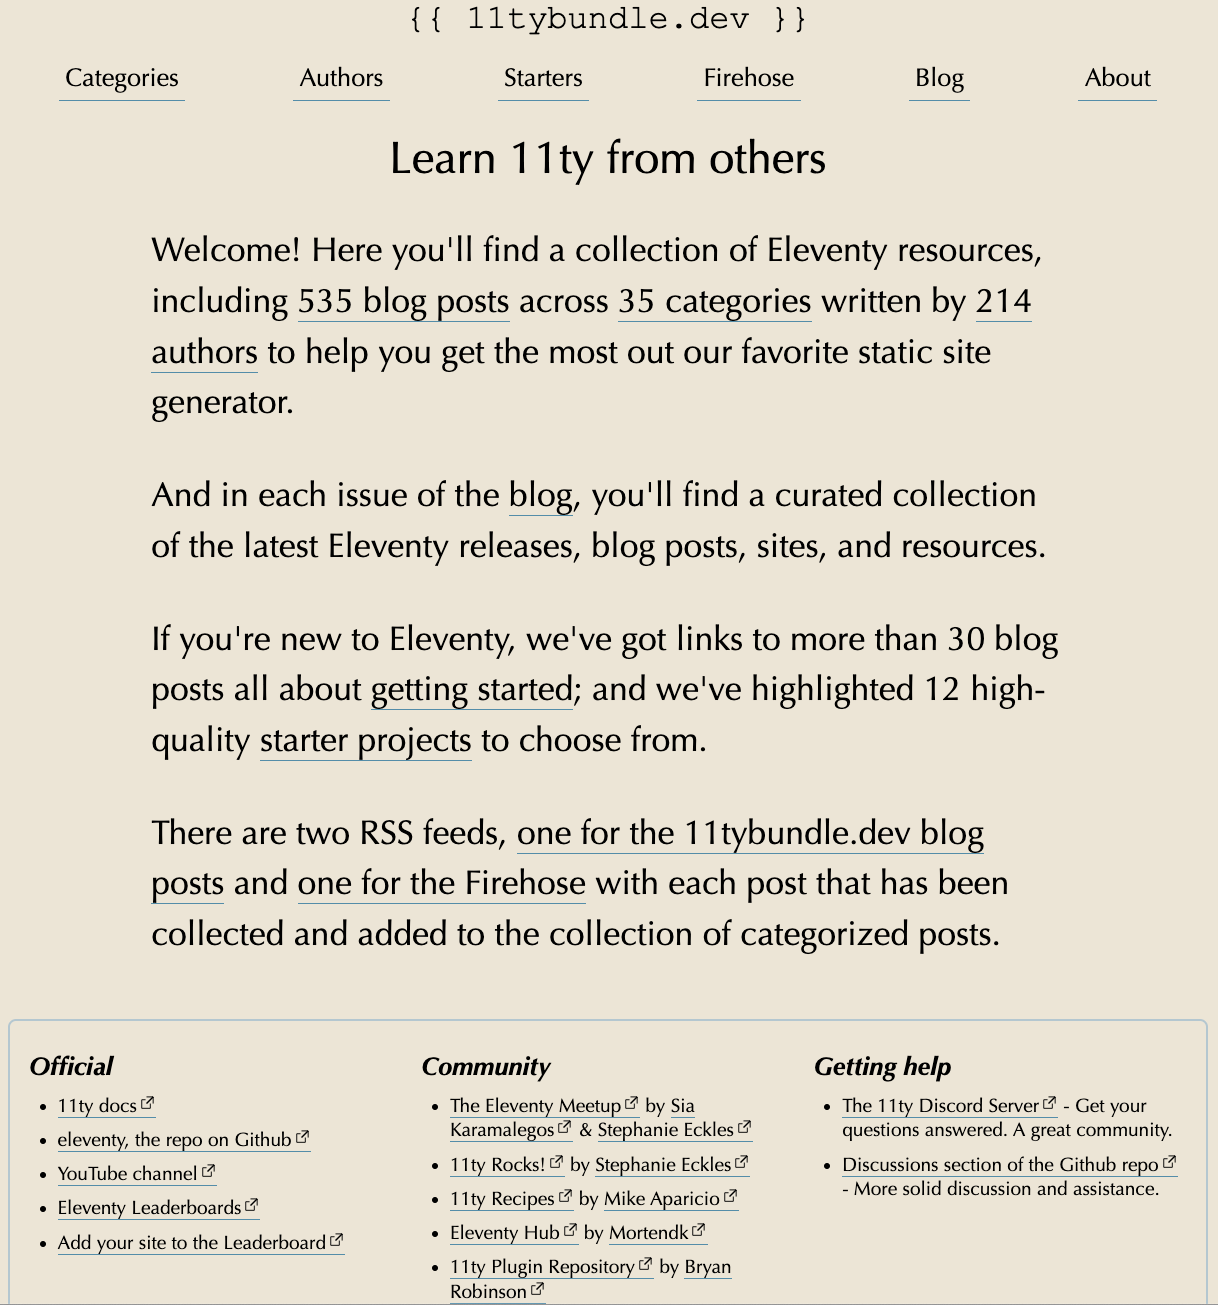 {{ 11tybundle.dev }}
Categories
Authors
Starters
Firehose
Blog
About
Learn 11ty from others
Welcome! Here you'll find a collection of Eleventy resources,
including 535 blog posts across 35 categories written by 214
authors to help you get the most out our favorite static site
generator.
And in each issue of the blog, you'll find a curated collection
of the latest Eleventy releases, blog posts, sites, and resources.
If you're new to Eleventy, we've got links to more than 30 blog
posts all about getting started; and we've highlighted 12 high-
quality starter projects to choose from.
There are two RSS feeds, one for the 11tybundle.dev blog
posts and one for the Firehose with each post that has been
collected and added to the collection of categorized posts.
Official
11ty docs
eleventy, the repo on Github
YouTube channel
Eleventy Leaderboards
Add your site to the Leaderboard
Community
The Eleventy Meetup by Sia
Karamalegos & Stephanie Eckles
11ty Rocks! by Stephanie Eckles
11ty Recipes by Mike Aparicio
Eleventy Hub by Mortendk
11ty Plugin Repository by Bryan
Robinson
Getting help
The 11ty Discord Server - Get your
questions answered. A great community.
Discussions section of the Github repo
- More solid discussion and assistance.